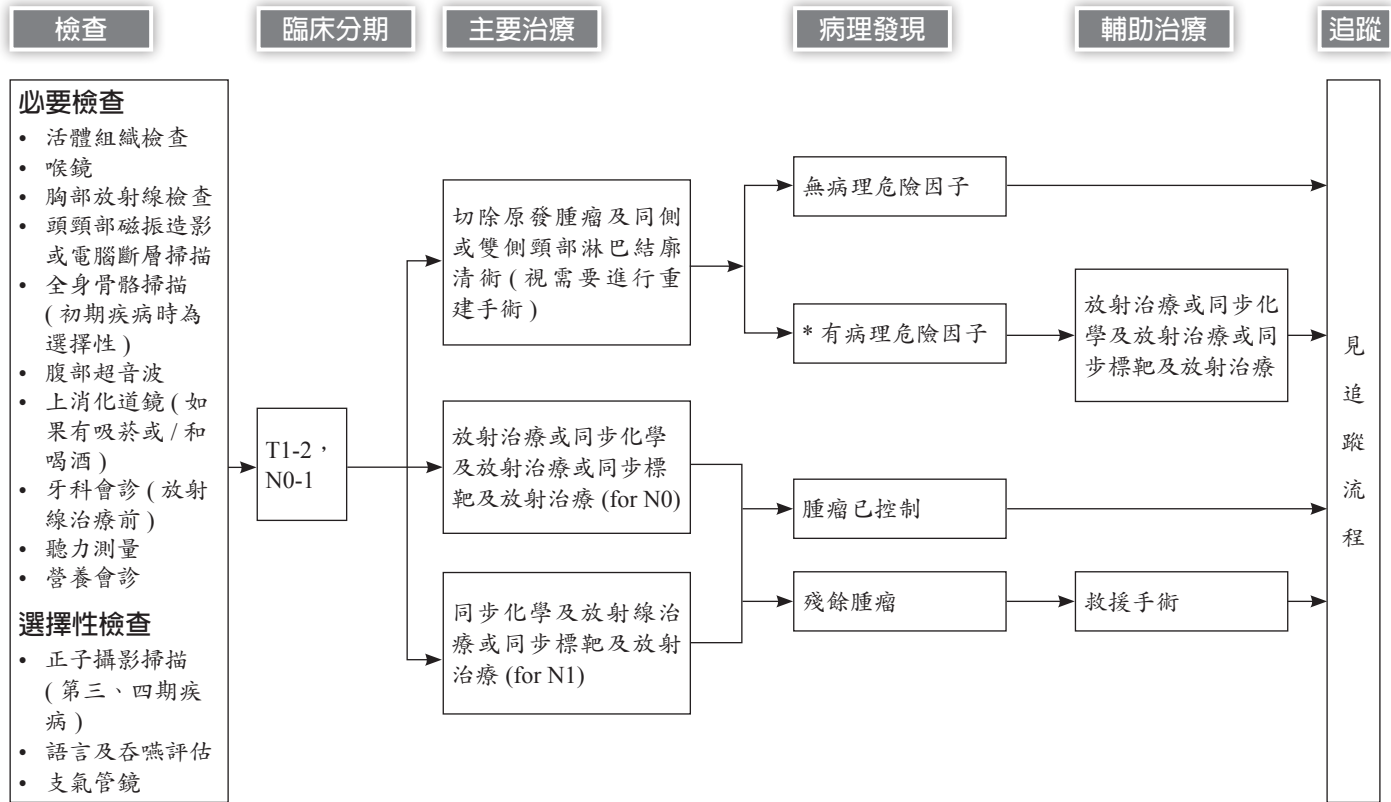 檢查
臨床分期
主要治療
病理發現
輔助治療
追蹤
必要檢查
• 活體組織檢查
• 喉鏡
• 胸部放射線檢查
• 頭頸部磁振造影
或電腦斷層掃描
• 全身骨骼掃描
( 初期疾病時為
選擇性 )
• 腹部超音波
• 上消化道鏡 ( 如
果有吸菸或 / 和
喝酒 )
• 牙科會診 ( 放射
線治療前 )
• 聽力測量
• 營養會診
選擇性檢查
• 正子攝影掃描
( 第三、四期疾
病 )
• 語言及吞嚥評估
• 支氣管鏡
T1-2，
N0-1
切除原發腫瘤及同側
或雙側頸部淋巴結廓
清術 ( 視需要進行重
建手術 )
放射治療或同步化學
及放射治療或同步標
靶及放射治療 (for N0)
同步化學及放射線治
療或同步標靶及放射
治療 (for N1)
無病理危險因子
* 有病理危險因子
腫瘤已控制
殘餘腫瘤
放射治療或同步化
學及放射治療或同
步標靶及放射治療
救援手術
見
追
蹤
流
程